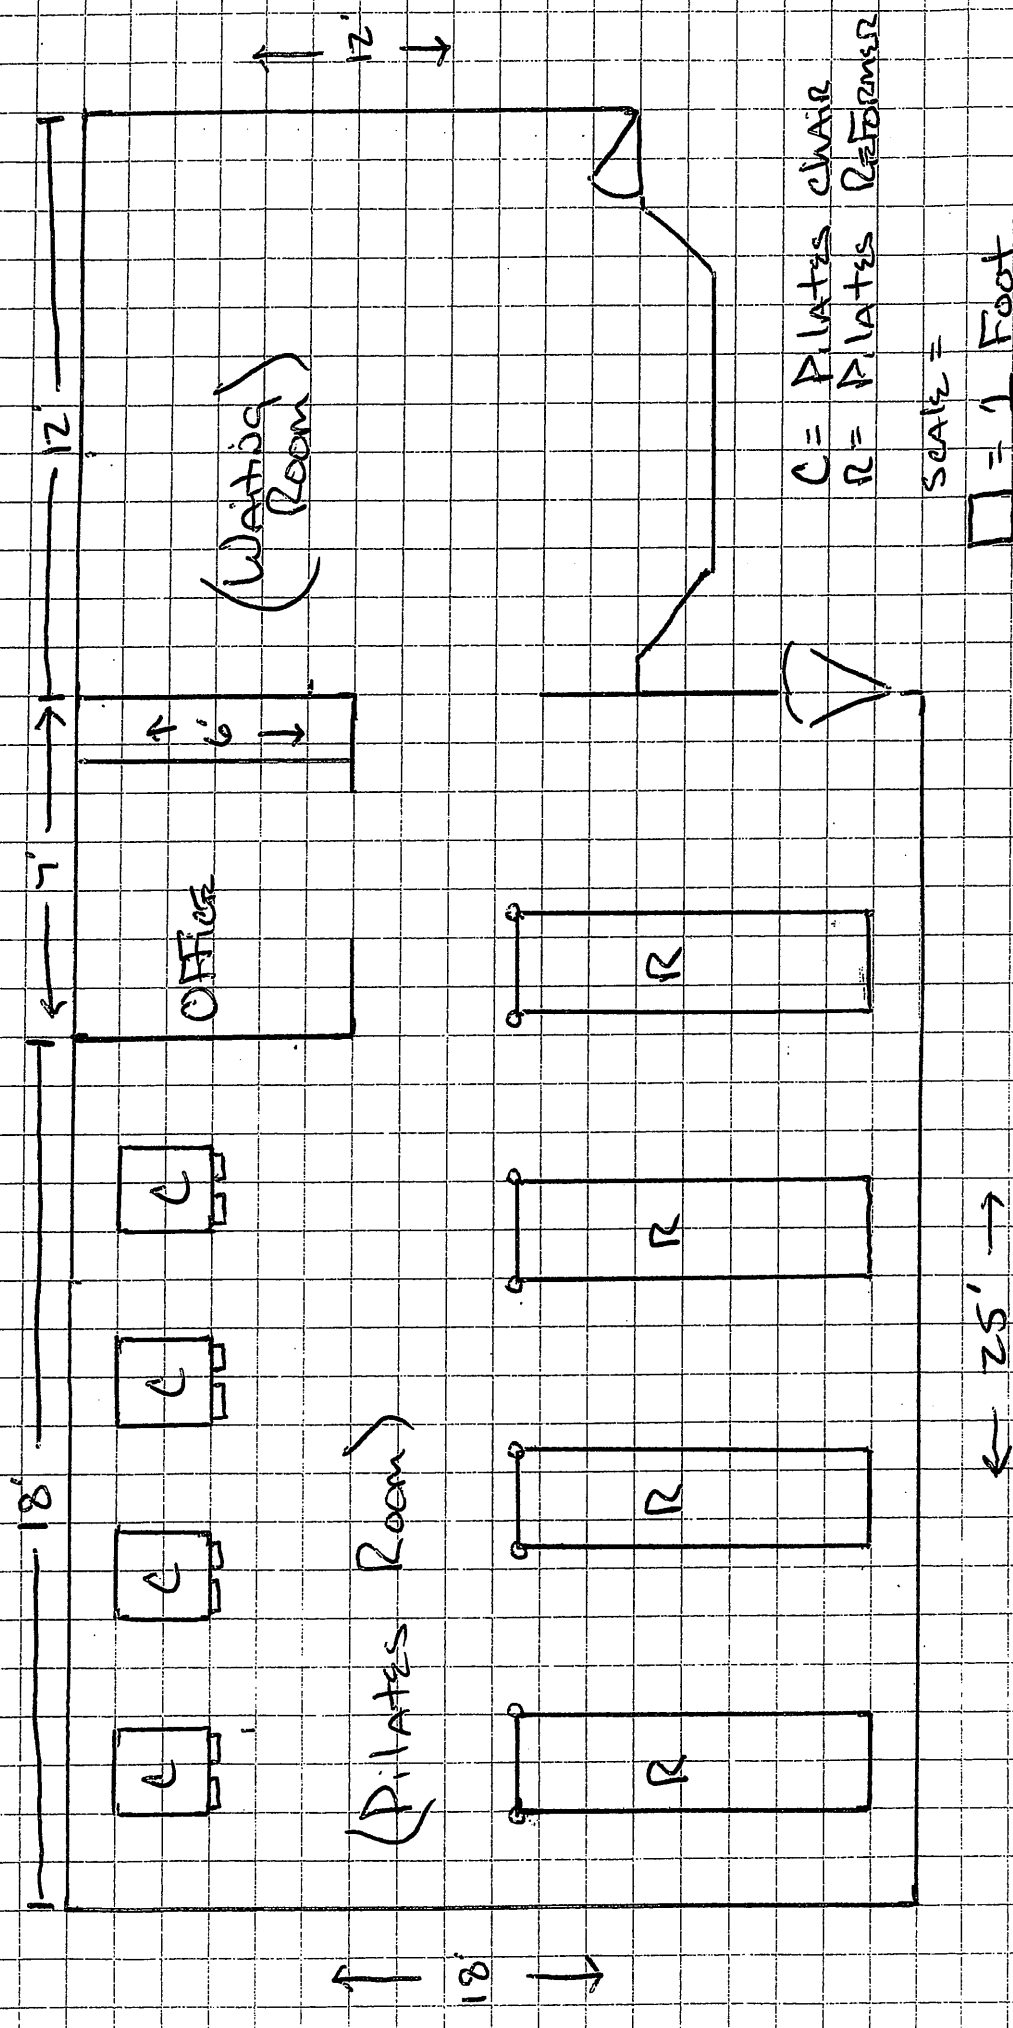 18'
7'
12'
12'
6'
Office
(Waiting
Room)
C
C
C
C
(Pilates Room)
R
R
R
R
18'
25'
C = Pilates Chair
R = Pilates Reformer
Scale =
= 1 Foot